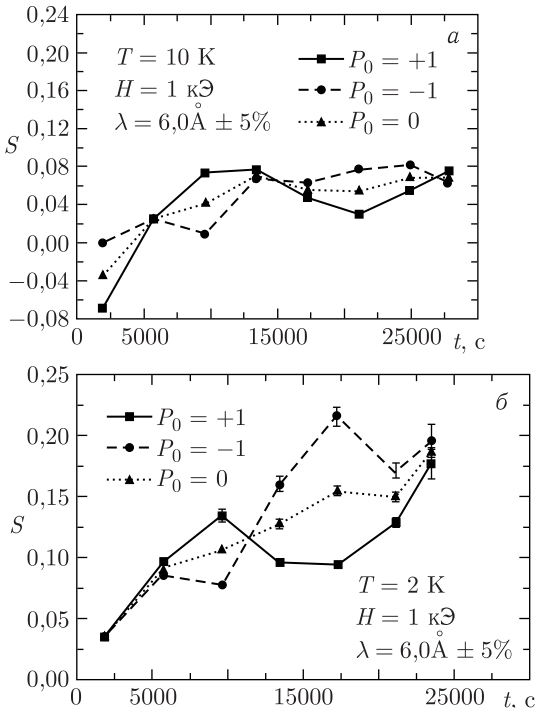 0,24
0,20
0,16
0,12
0,08
0,04
0,00
−0,04
−0,08
S
а
T = 10 K
H = 1 кЭ
λ = 6,0Å ± 5%
P₀ = +1
P₀ = −1
P₀ = 0
0 5000 15000 25000 t, с
0,25
0,20
0,15
0,10
0,05
0,00
S
б
P₀ = +1
P₀ = −1
P₀ = 0
T = 2 K
H = 1 кЭ
λ = 6,0Å ± 5%
0 5000 15000 25000 t, с